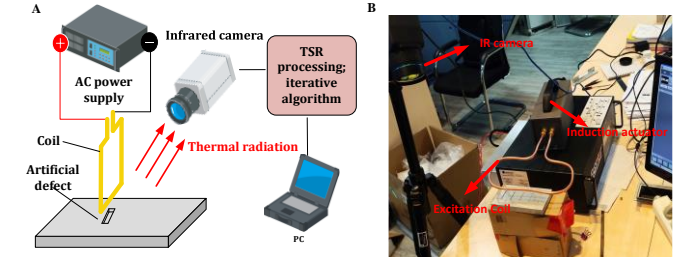 A
B
+
−
Infrared camera
AC power
supply
TSR
processing;
iterative
algorithm
Coil
Thermal radiation
Artificial
defect
PC
IR camera
Induction actuator
Excitation Coil